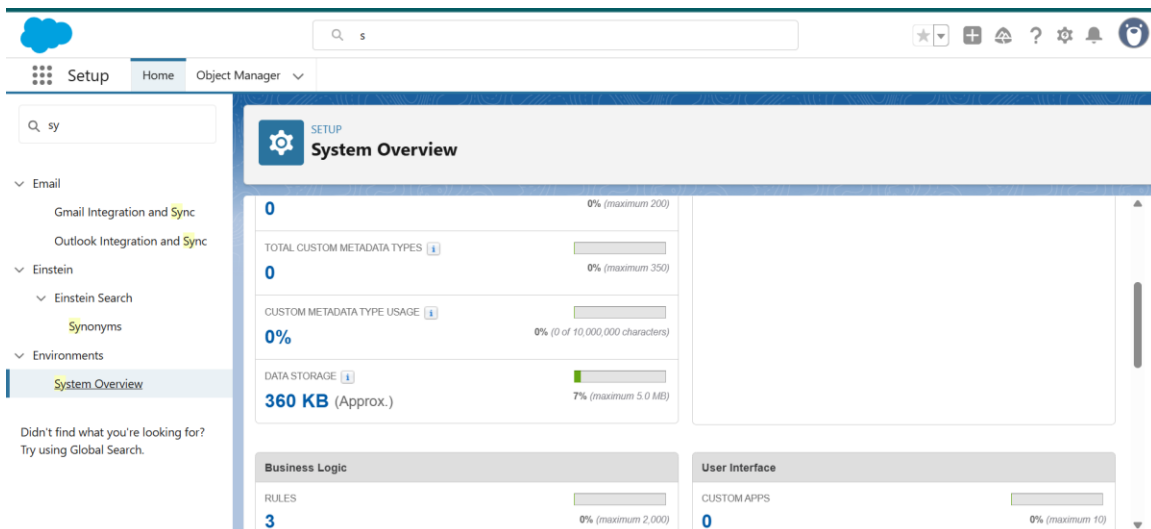 s
Setup
Home
Object Manager
sy
Email
Gmail Integration and Sync
Outlook Integration and Sync
Einstein
Einstein Search
Synonyms
Environments
System Overview
Didn't find what you're looking for?
Try using Global Search.
SETUP
System Overview
0
0% (maximum 200)
TOTAL CUSTOM METADATA TYPES
0
0% (maximum 350)
CUSTOM METADATA TYPE USAGE
0%
0% (0 of 10,000,000 characters)
DATA STORAGE
360 KB (Approx.)
7% (maximum 5.0 MB)
Business Logic
RULES
3
0% (maximum 2,000)
User Interface
CUSTOM APPS
0
0% (maximum 10)